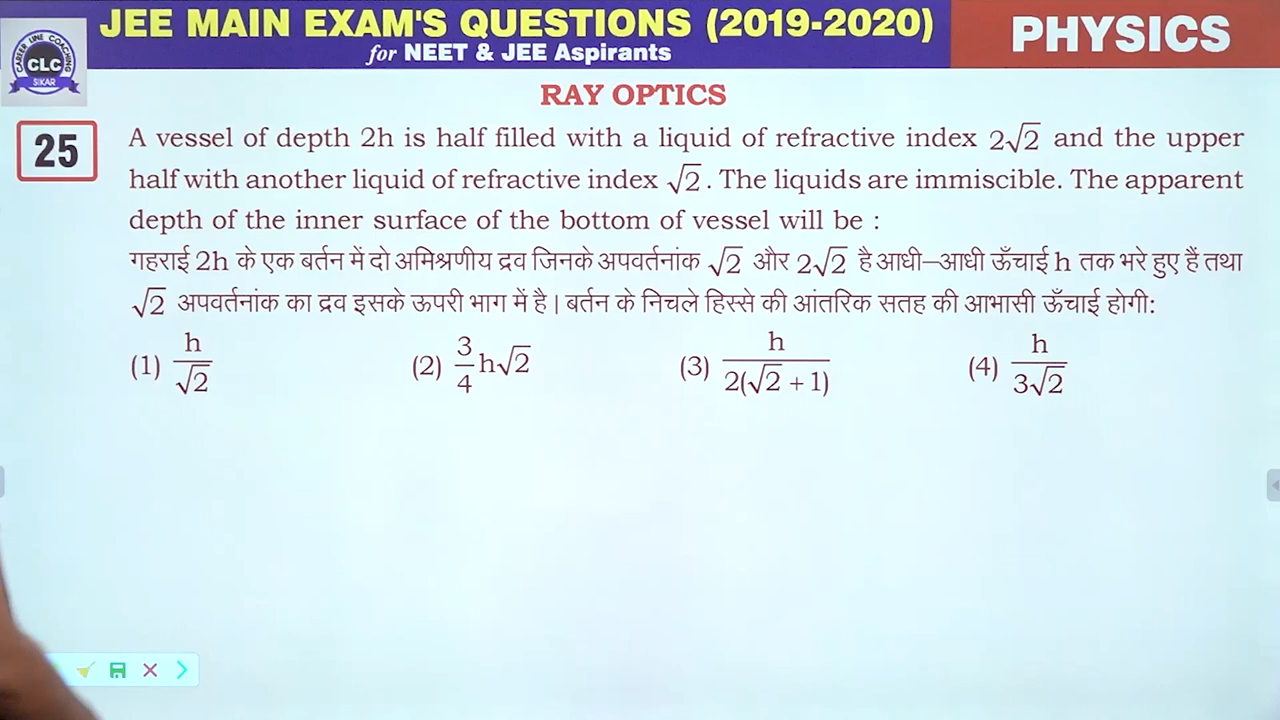 JEE MAIN EXAM'S QUESTIONS (2019-2020)
for NEET & JEE Aspirants
PHYSICS
CAREER LINE COACHING
CLC
SIKAR
RAY OPTICS
25
A vessel of depth 2h is half filled with a liquid of refractive index 2√2 and the upper
half with another liquid of refractive index √2. The liquids are immiscible. The apparent
depth of the inner surface of the bottom of vessel will be :
गहराई 2h के एक बर्तन में दो अमिश्रणीय द्रव जिनके अपवर्तनांक √2 और 2√2 है आधी–आधी ऊँचाई h तक भरे हुए हैं तथा
√2 अपवर्तनांक का द्रव इसके ऊपरी भाग में है। बर्तन के निचले हिस्से की आंतरिक सतह की आभासी ऊँचाई होगी:
(1) h/√2 (2) 3/4 h√2 (3) h/2(√2 + 1) (4) h/3√2